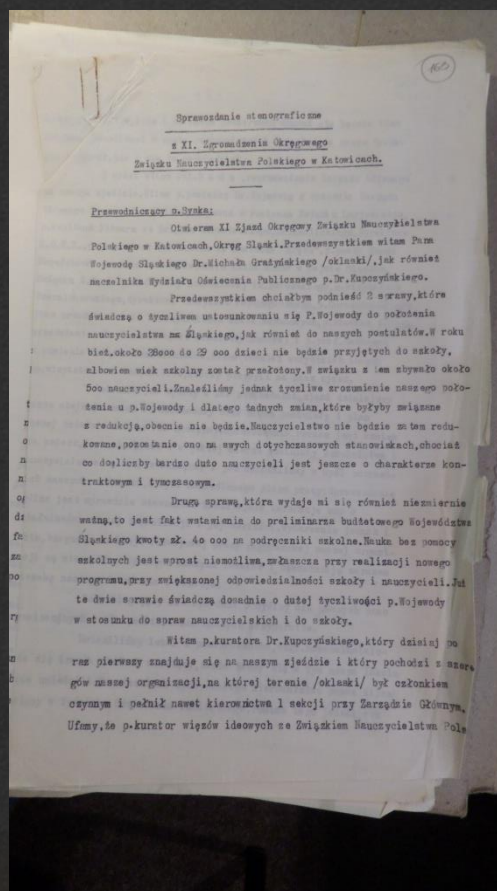 163
Sprawozdanie stenograficzne
z XI. Zgromadzenia Okręgowego
Związku Nauczycielstwa Polskiego w Katowicach.
Przewodniczący o.Synka:
Otwieram XI Zjazd Okręgowy Związku Nauczycielstwa
Polskiego w Katowicach,Okręg Śląski.Przedewszystkiem witam Pana
Wojewodę Śląskiego Dr.Michała Grażyńskiego /oklaski/,jak również
naczelnika Wydziału Oświecenia Publicznego p.Dr.Kupczyńskiego.
Przedewszystkiem chciałbym podnieść 2 sprawy,które
świadczą o życzliwem ustosunkowaniu się P.Wojewody do położenia
nauczycielstwa na Śląskiego,jak również do naszych postulatów.W roku
bież.około 28000 do 29 000 dzieci nie będzie przyjętych do szkoły,
albowiem wiek szkolny został przełożony.W związku z tem zbywało około
500 nauczycieli.Znaleźliśmy jednak życzliwe zrozumienie naszego poło-
żenia u p.Wojewody i dlatego żadnych zmian,które byłyby związane
z redukcją,obecnie nie będzie.Nauczycielstwo nie będzie zatem redu-
kowane,pozostanie ono na swych dotychczasowych stanowiskach,chociaż
co doliczby bardzo dużo nauczycieli jest jeszcze o charakterze kon-
traktowym i tymczasowym.
Drugą sprawą,która wydaje mi się również niezmiernie
ważną,to jest fakt wstawienia do preliminarza budżetowego Województwa
Śląskiego kwoty zł. 40 000 na podręczniki szkolne.Nauka bez pomocy
szkolnych jest wprost niemożliwa,zwłaszcza przy realizacji nowego
programu,przy zwiększonej odpowiedzialności szkoły i nauczycieli.Już
te dwie sprawie świadczą dosadnie o dużej życzliwości p.Wojewody
w stosunku do spraw nauczycielskich i do szkoły.
Witam p.kuratora Dr.Kupczyńskiego,który dzisiaj po
raz pierwszy znajduje się na naszym zjeździe i który pochodzi z szere-
gów naszej organizacji,na której terenie /oklaski/ był członkiem
czynnym i pełnił nawet kierownictwa 1 sekcji przy Zarządzie Głównym.
Ufamy,że p.kurator więzów ideowych ze Związkiem Nauczycielstwa Pols